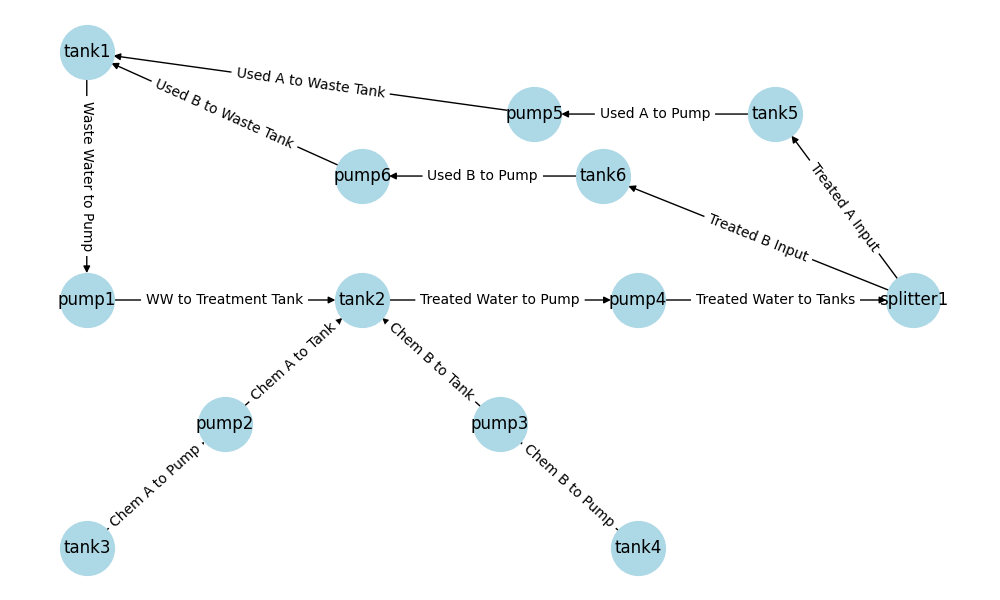 tank1
Used A to Waste Tank
Used B to Waste Tank
pump5
Used A to Pump
tank5
Waste Water to Pump
pump6
Used B to Pump
tank6
Treated A Input
Treated B Input
pump1
WW to Treatment Tank
tank2
Treated Water to Pump
pump4
Treated Water to Tanks
splitter1
Chem A to Tank
Chem B to Tank
pump2
pump3
Chem A to Pump
Chem B to Pump
tank3
tank4